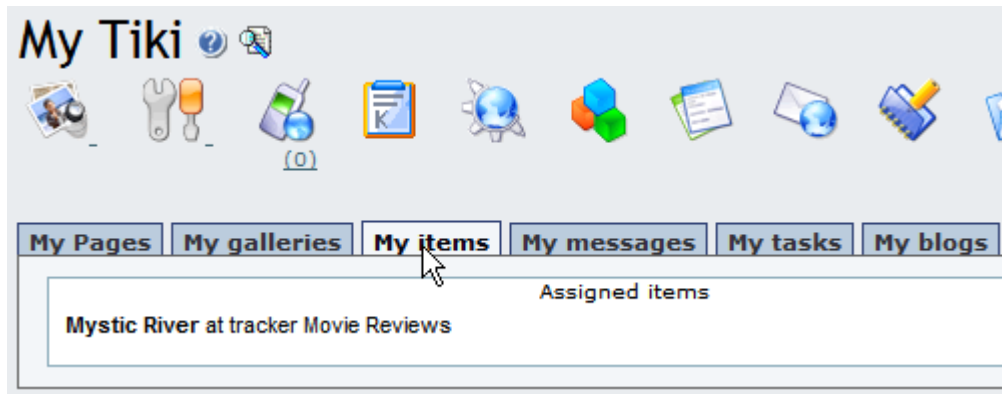 My Tiki
K
(0)
My Pages My galleries My items My messages My tasks My blogs
Assigned items
Mystic River at tracker Movie Reviews